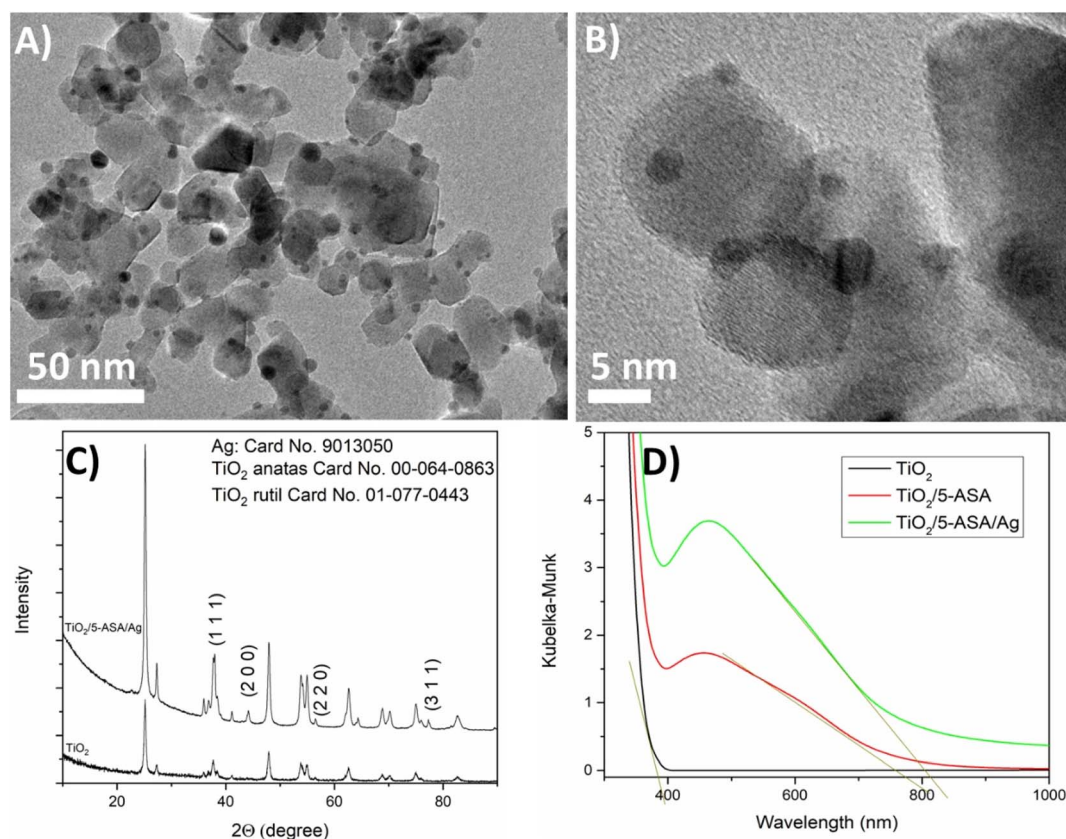 A)
50 nm
B)
5 nm
C)
Ag: Card No. 9013050
TiO₂ anatas Card No. 00-064-0863
TiO₂ rutil Card No. 01-077-0443
TiO₂/5-ASA/Ag
(1 1 1)
(2 0 0)
(2 2 0)
(3 1 1)
TiO₂
Intensity
20
40
60
80
2Θ (degree)
D)
TiO₂
TiO₂/5-ASA
TiO₂/5-ASA/Ag
Kubelka-Munk
5
4
3
2
1
0
400
600
800
1000
Wavelength (nm)